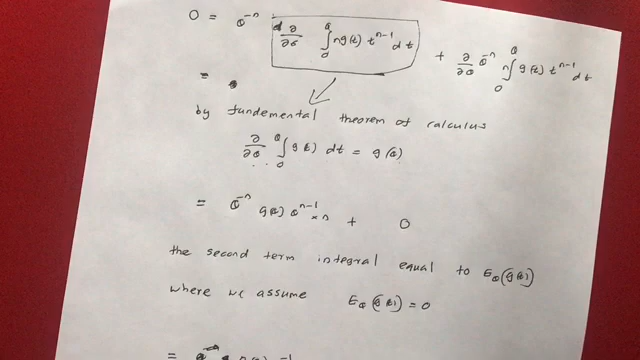 0 = θ^{-n} ∂/∂θ ∫_0^θ n g(t) t^{n-1} dt + ∂/∂θ θ^{-n} ∫_0^θ n g(t) t^{n-1} dt
=
by fundemental theorem of calculus
∂/∂θ ∫_0^θ g(t) dt = g(θ)
= θ^{-n} g(θ) θ^{n-1} × n + 0
the second term integral equal to E_θ(g(t))
where we assume E_θ(g(t)) = 0